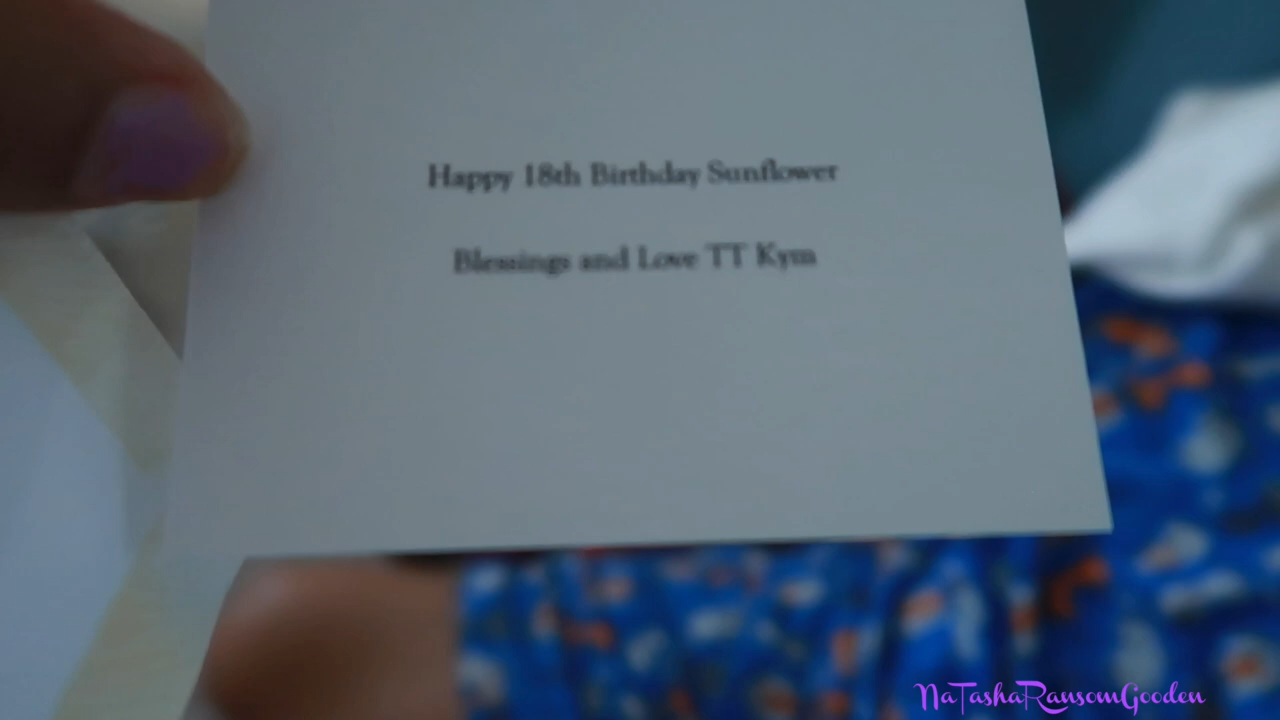 Happy 18th Birthday Sunflower
Blessings and Love TT Kym
NaTashaRansomGooden